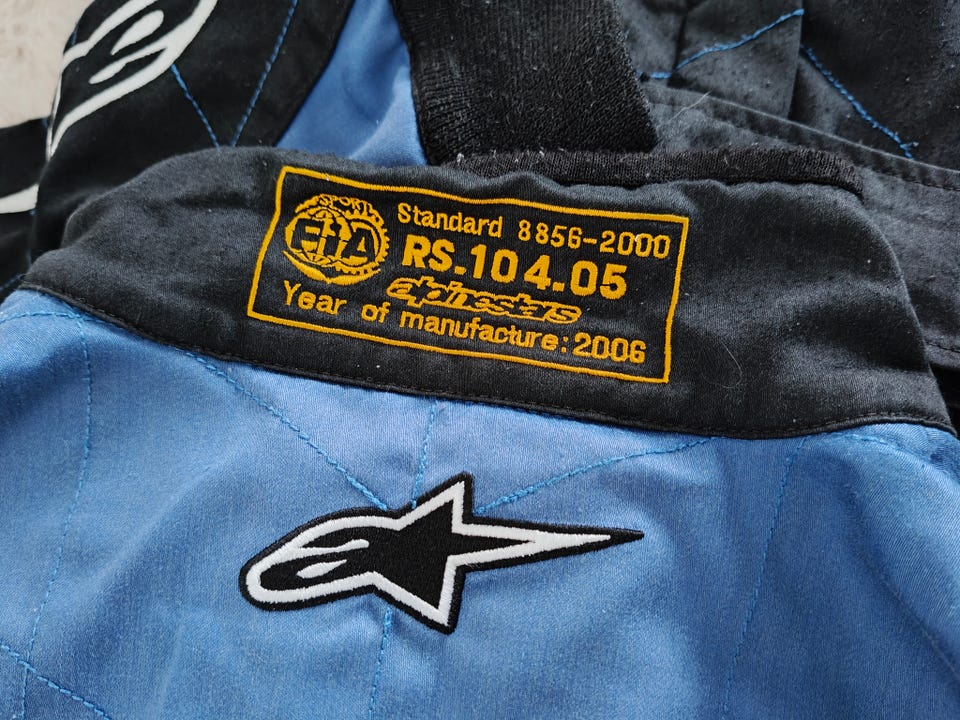 SPORT
FIA
Standard 8856-2000
RS.104.05
alpinestars
Year of manufacture:2006